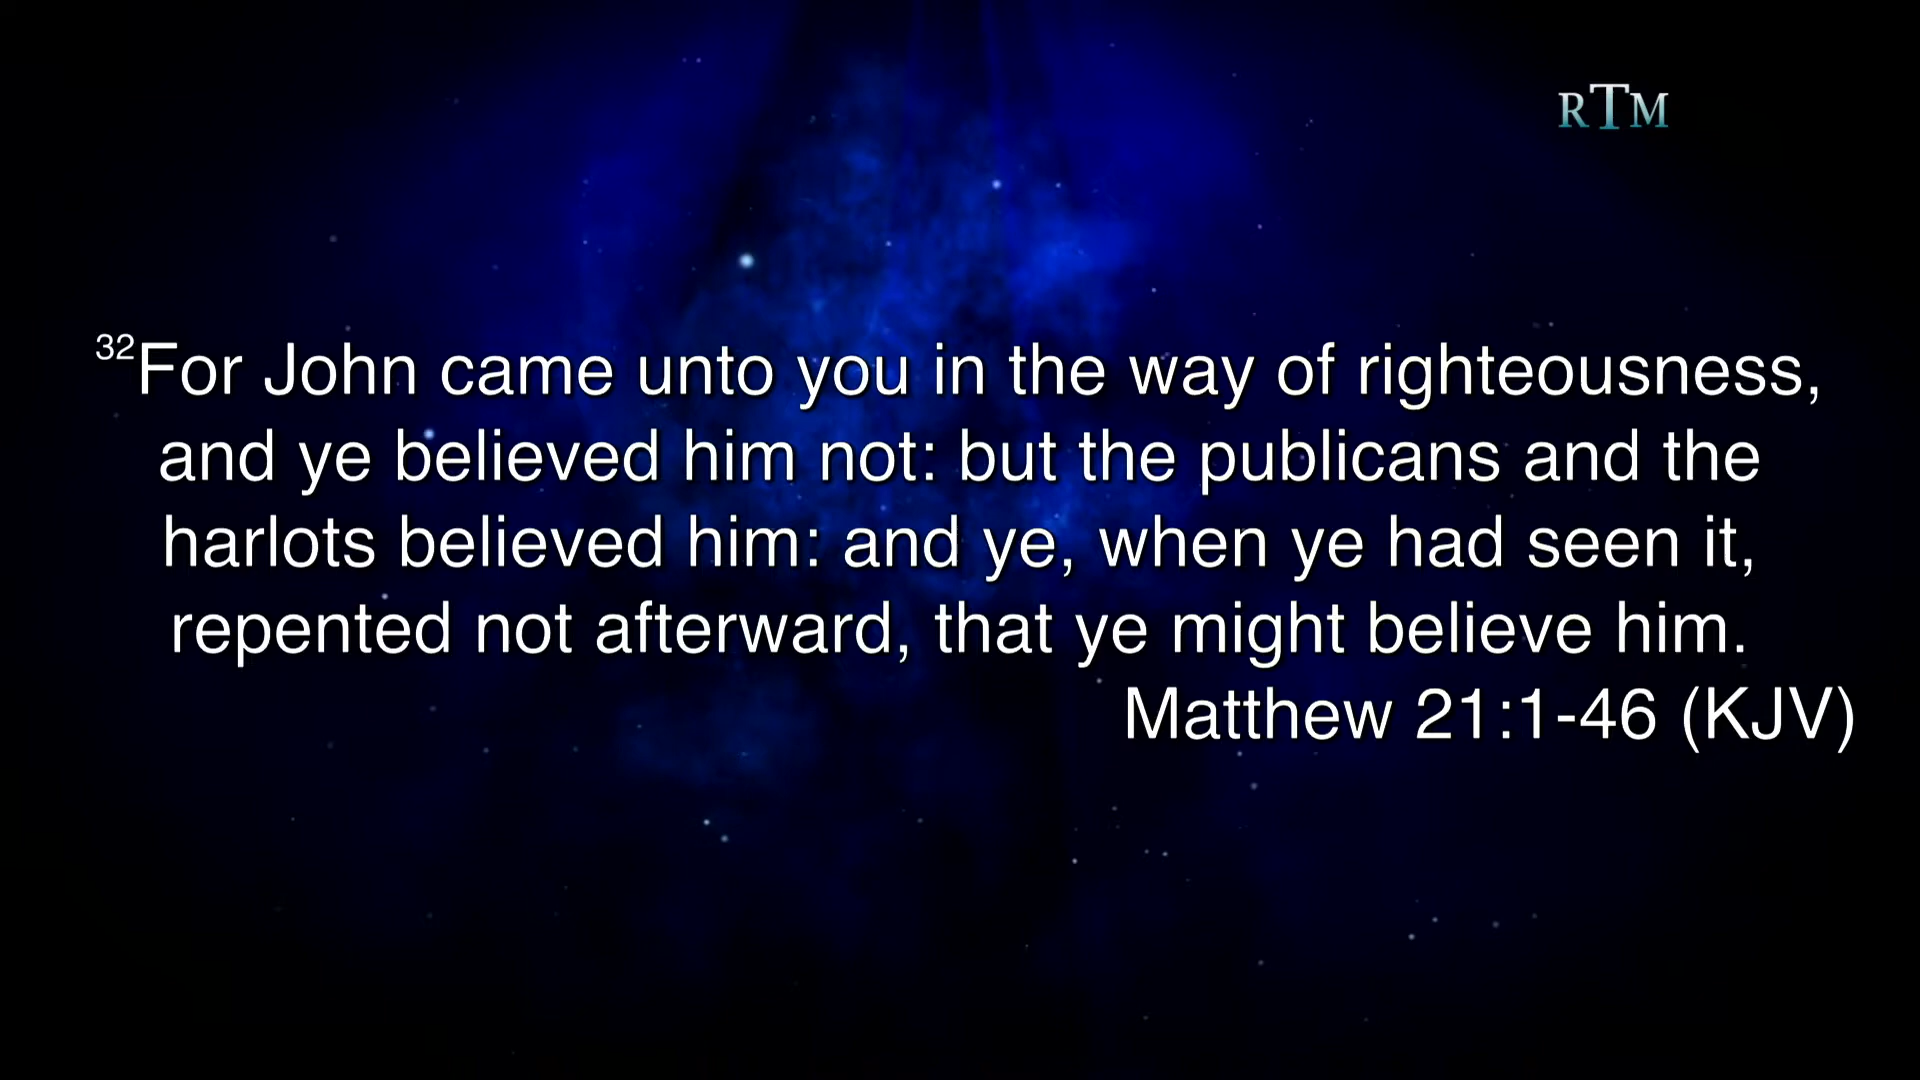 RTM
32For John came unto you in the way of righteousness,
and ye believed him not: but the publicans and the
harlots believed him: and ye, when ye had seen it,
repented not afterward, that ye might believe him.
Matthew 21:1-46 (KJV)